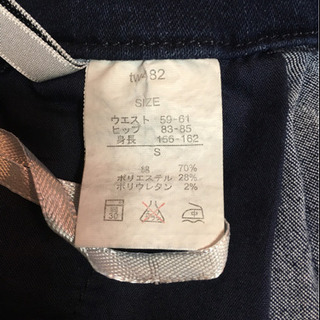 SIZE
ウエスト 59-61
ヒップ 83-85
身長 156-162
S
綿 70%
ポリエステル 28%
ポリウレタン 2%